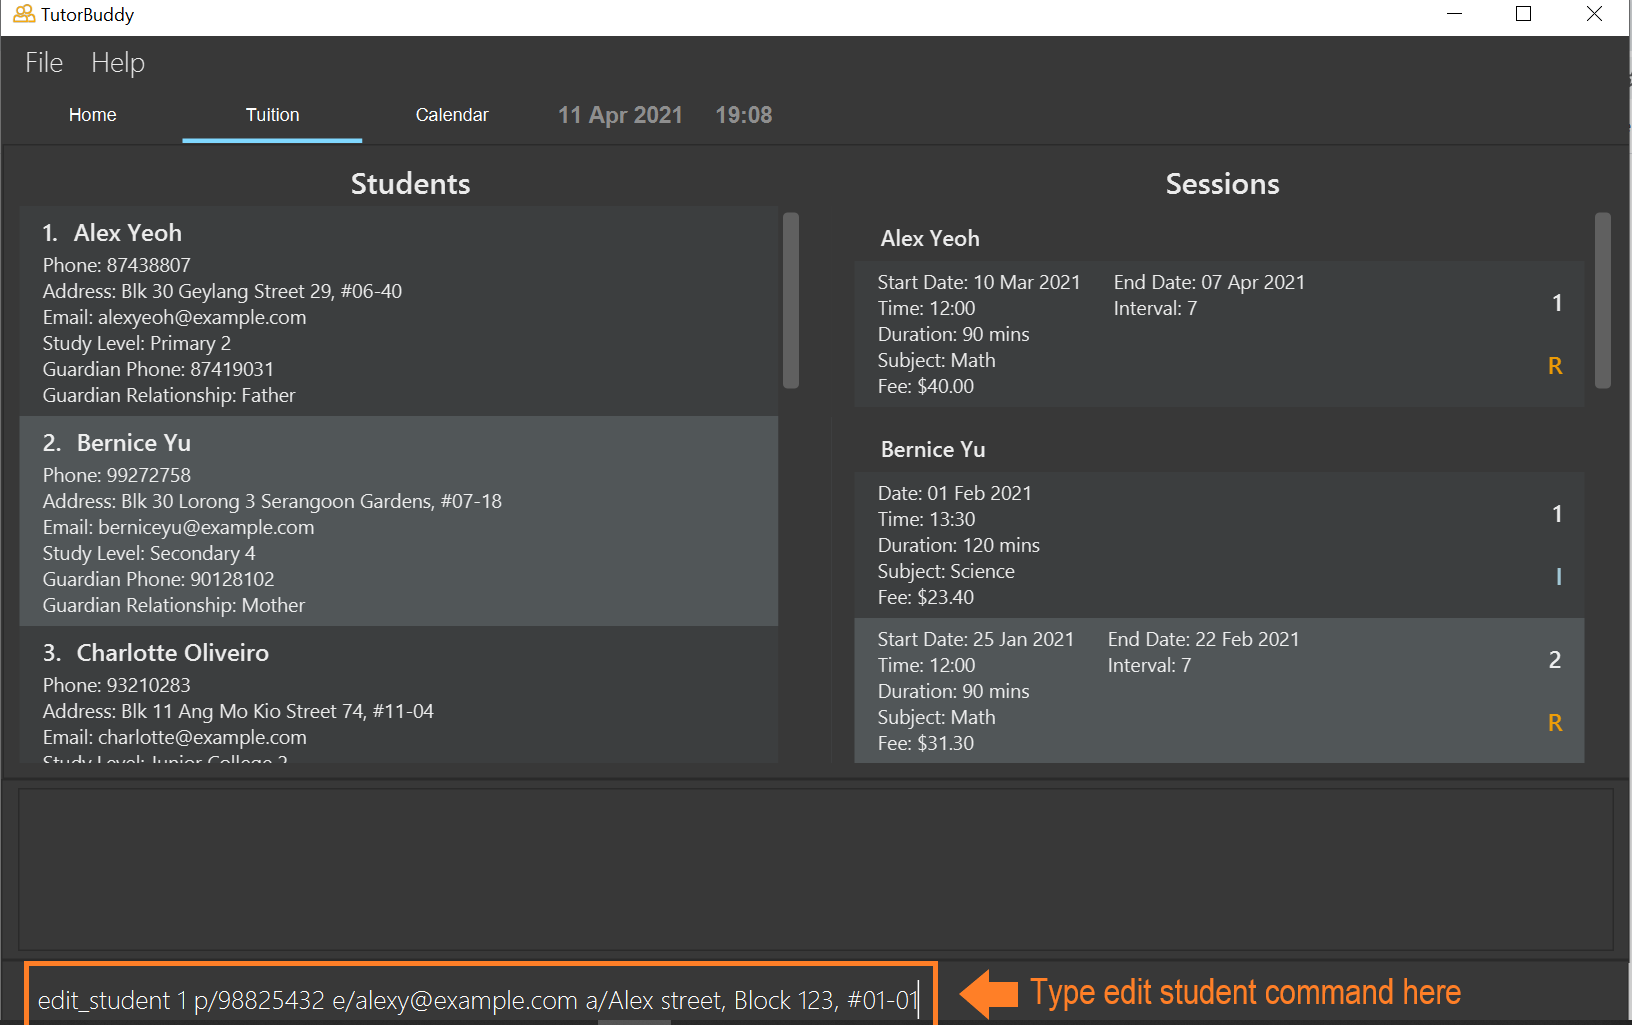 TutorBuddy
File Help
Home Tuition Calendar 11 Apr 2021 19:08
Students
1. Alex Yeoh
Phone: 87438807
Address: Blk 30 Geylang Street 29, #06-40
Email: alexyeoh@example.com
Study Level: Primary 2
Guardian Phone: 87419031
Guardian Relationship: Father
2. Bernice Yu
Phone: 99272758
Address: Blk 30 Lorong 3 Serangoon Gardens, #07-18
Email: berniceyu@example.com
Study Level: Secondary 4
Guardian Phone: 90128102
Guardian Relationship: Mother
3. Charlotte Oliveiro
Phone: 93210283
Address: Blk 11 Ang Mo Kio Street 74, #11-04
Email: charlotte@example.com
Study Level: Junior College 2
Sessions
Alex Yeoh
Start Date: 10 Mar 2021 End Date: 07 Apr 2021
Time: 12:00 Interval: 7
1
Duration: 90 mins
Subject: Math
R
Fee: $40.00
Bernice Yu
Date: 01 Feb 2021
Time: 13:30
1
Duration: 120 mins
Subject: Science
I
Fee: $23.40
Start Date: 25 Jan 2021 End Date: 22 Feb 2021
Time: 12:00 Interval: 7
2
Duration: 90 mins
Subject: Math
R
Fee: $31.30
edit_student 1 p/98825432 e/alexy@example.com a/Alex street, Block 123, #01-01
Type edit student command here